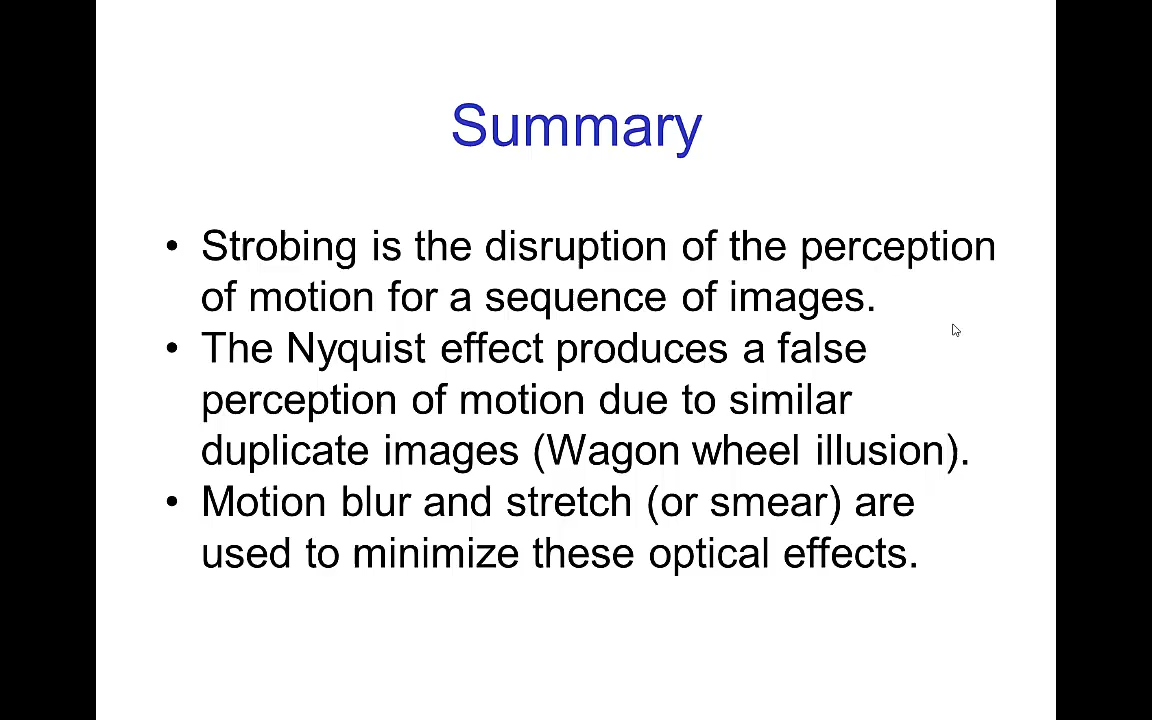 Summary
• Strobing is the disruption of the perception
of motion for a sequence of images.
• The Nyquist effect produces a false
perception of motion due to similar
duplicate images (Wagon wheel illusion).
• Motion blur and stretch (or smear) are
used to minimize these optical effects.